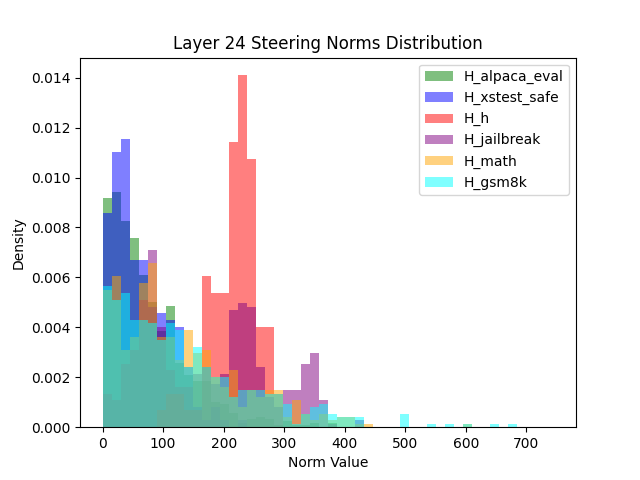 Layer 24 Steering Norms Distribution
H_alpaca_eval
H_xstest_safe
H_h
H_jailbreak
H_math
H_gsm8k
Density
0.014
0.012
0.010
0.008
0.006
0.004
0.002
0.000
0 100 200 300 400 500 600 700
Norm Value